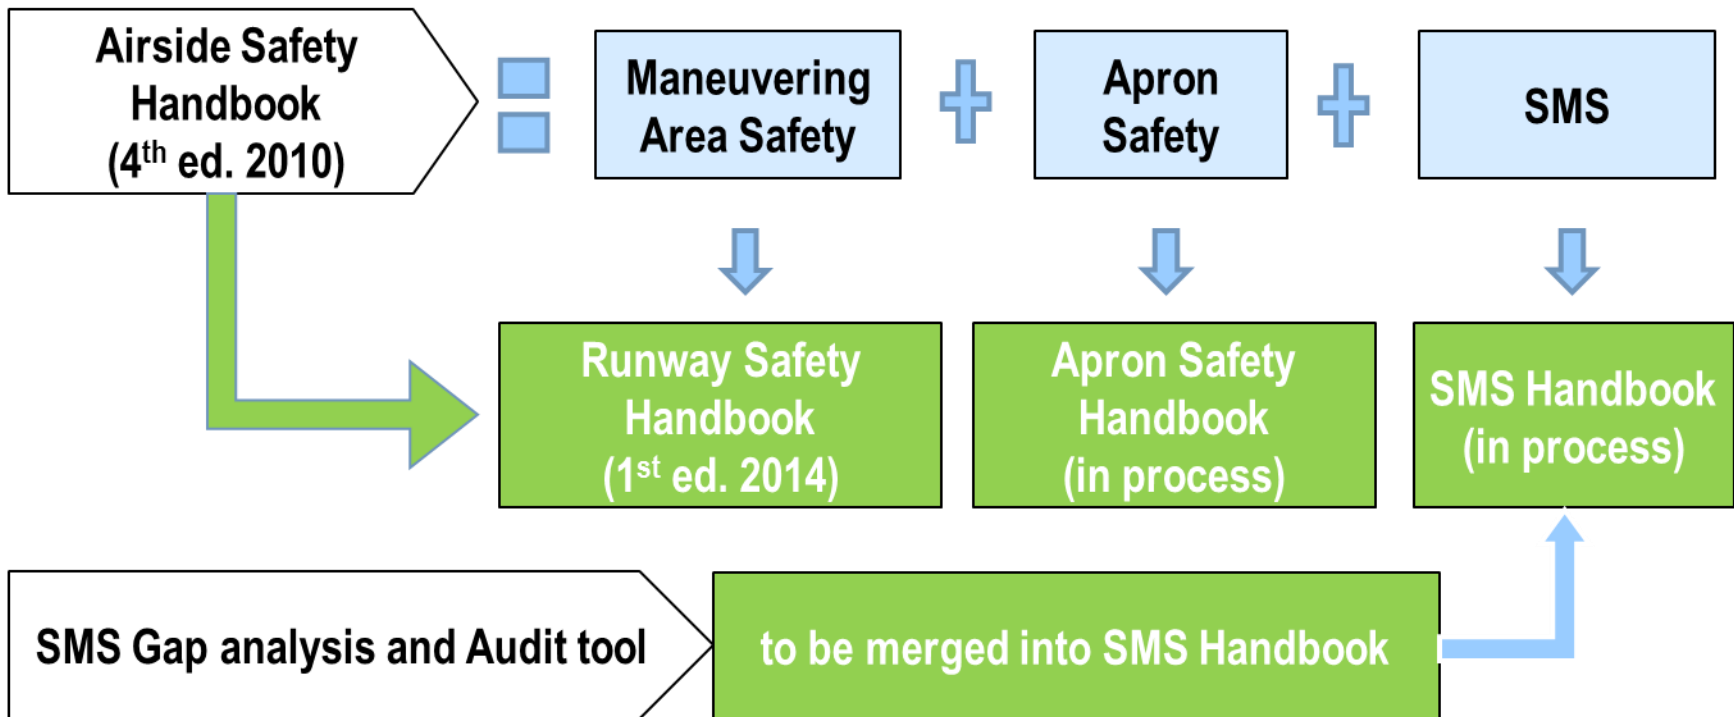 Airside Safety
Handbook
(4th ed. 2010)
Maneuvering
Area Safety
Apron
Safety
SMS
Runway Safety
Handbook
(1st ed. 2014)
Apron Safety
Handbook
(in process)
SMS Handbook
(in process)
SMS Gap analysis and Audit tool
to be merged into SMS Handbook